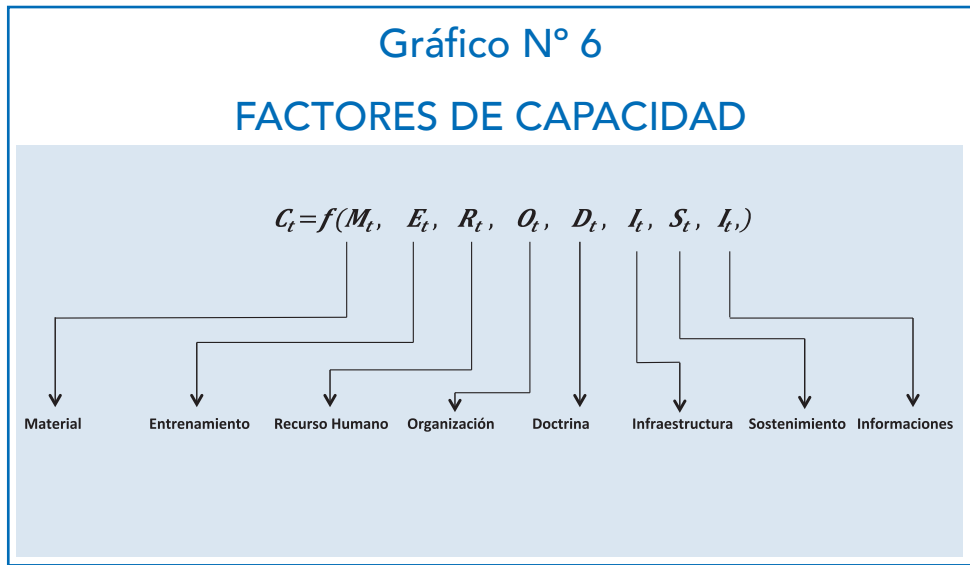 Gráfico Nº 6
FACTORES DE CAPACIDAD
Cₜ=f(Mₜ, Eₜ, Rₜ, Oₜ, Dₜ, Iₜ, Sₜ, Iₜ,)
Material Entrenamiento Recurso Humano Organización Doctrina Infraestructura Sostenimiento Informaciones